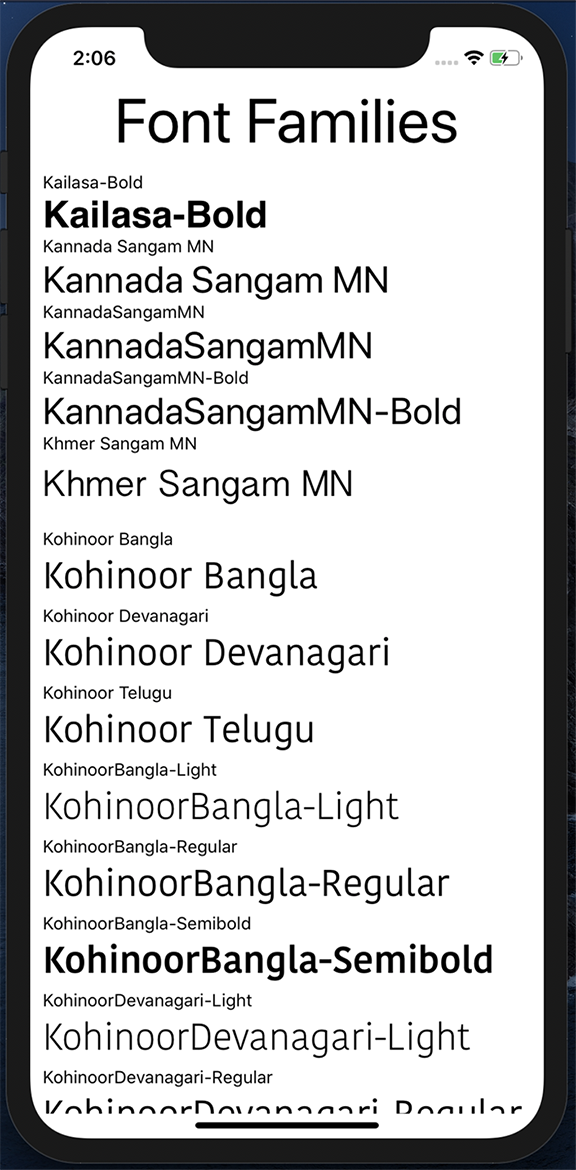 2:06
Font Families
Kailasa-Bold
Kailasa-Bold
Kannada Sangam MN
Kannada Sangam MN
KannadaSangamMN
KannadaSangamMN
KannadaSangamMN-Bold
KannadaSangamMN-Bold
Khmer Sangam MN
Khmer Sangam MN
Kohinoor Bangla
Kohinoor Bangla
Kohinoor Devanagari
Kohinoor Devanagari
Kohinoor Telugu
Kohinoor Telugu
KohinoorBangla-Light
KohinoorBangla-Light
KohinoorBangla-Regular
KohinoorBangla-Regular
KohinoorBangla-Semibold
KohinoorBangla-Semibold
KohinoorDevanagari-Light
KohinoorDevanagari-Light
KohinoorDevanagari-Regular
KohinoorDevanagari-Regular